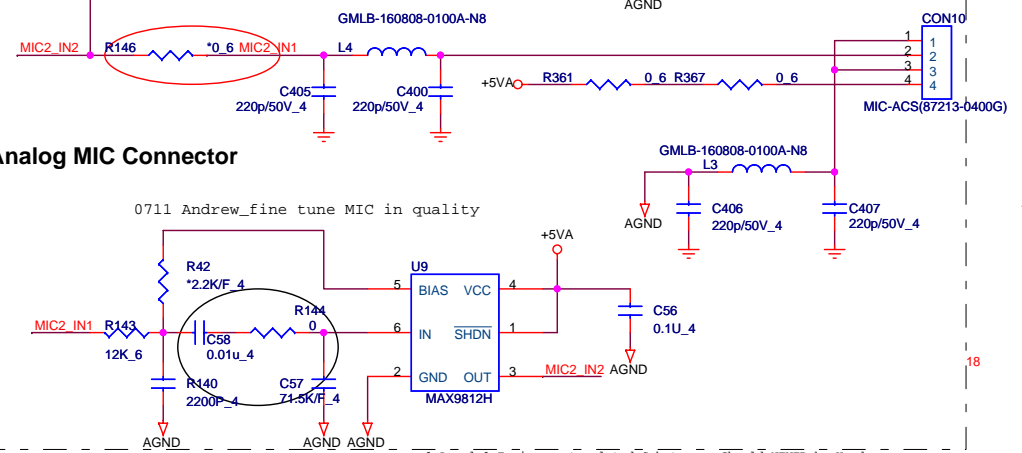 AGND
GMLB-160808-0100A-N8
CON10
MIC2_IN2
R146
*0_6
MIC2_IN1
L4
1
2
3
4
1
2
3
4
+5VA
R361
0_6
R367
0_6
C405
220p/50V_4
C400
220p/50V_4
MIC-ACS(87213-0400G)
Analog MIC Connector
GMLB-160808-0100A-N8
L3
C406
220p/50V_4
C407
220p/50V_4
AGND
0711 Andrew_fine tune MIC in quality
+5VA
R42
*2.2K/F_4
U9
5
BIAS
VCC
4
C56
0.1U_4
MIC2_IN1
R143
12K_6
C58
0.01u_4
R144
0
6
IN
SHDN
1
2
GND
OUT
3
MIC2_IN2
AGND
R140
2200P_4
C57
71.5K/F_4
MAX9812H
18
AGND
AGND
AGND